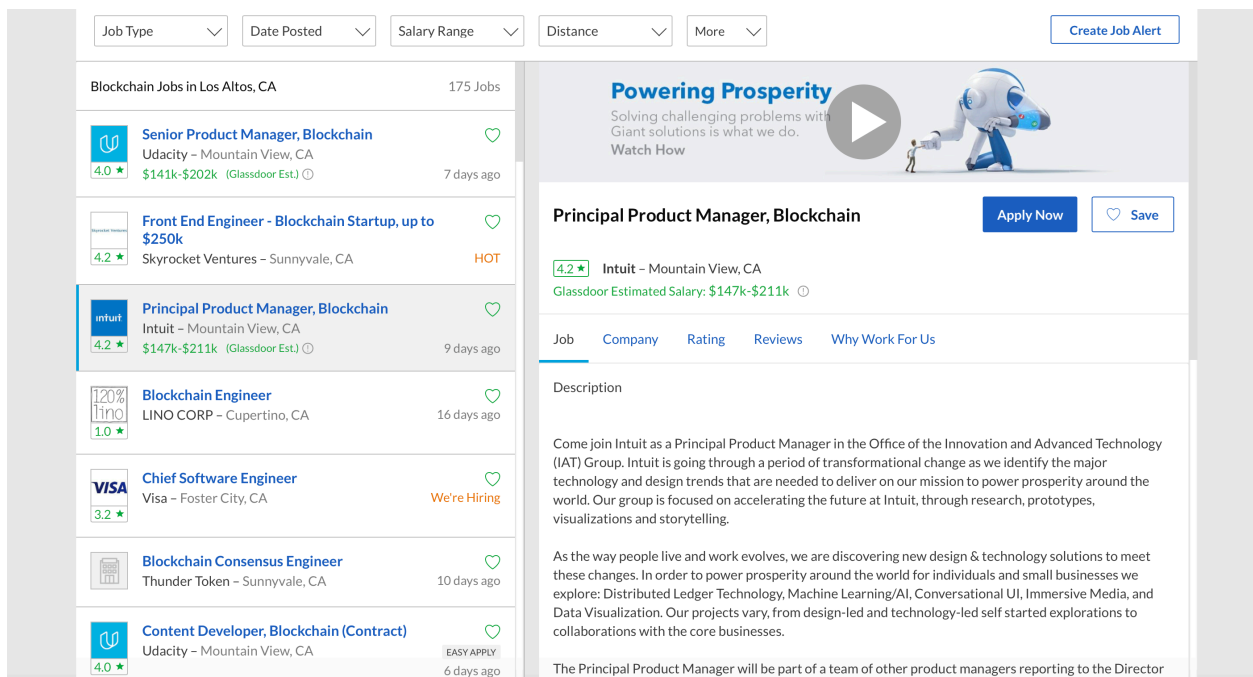 Job Type
Date Posted
Salary Range
Distance
More
Create Job Alert
Blockchain Jobs in Los Altos, CA
175 Jobs
Senior Product Manager, Blockchain
Udacity – Mountain View, CA
4.0 ★
$141k-$202k (Glassdoor Est.)
7 days ago
Front End Engineer - Blockchain Startup, up to
$250k
Skyrocket Ventures
4.2 ★
Skyrocket Ventures – Sunnyvale, CA
HOT
Principal Product Manager, Blockchain
intuit
Intuit – Mountain View, CA
4.2 ★
$147k-$211k (Glassdoor Est.)
9 days ago
120%
lino
Blockchain Engineer
LINO CORP – Cupertino, CA
16 days ago
1.0 ★
Chief Software Engineer
VISA
Visa – Foster City, CA
We're Hiring
3.2 ★
Blockchain Consensus Engineer
Thunder Token – Sunnyvale, CA
10 days ago
Content Developer, Blockchain (Contract)
Udacity – Mountain View, CA
EASY APPLY
4.0 ★
6 days ago
Powering Prosperity
Solving challenging problems with
Giant solutions is what we do.
Watch How
Principal Product Manager, Blockchain
Apply Now
Save
4.2 ★ Intuit – Mountain View, CA
Glassdoor Estimated Salary: $147k-$211k
Job
Company
Rating
Reviews
Why Work For Us
Description
Come join Intuit as a Principal Product Manager in the Office of the Innovation and Advanced Technology
(IAT) Group. Intuit is going through a period of transformational change as we identify the major
technology and design trends that are needed to deliver on our mission to power prosperity around the
world. Our group is focused on accelerating the future at Intuit, through research, prototypes,
visualizations and storytelling.
As the way people live and work evolves, we are discovering new design & technology solutions to meet
these changes. In order to power prosperity around the world for individuals and small businesses we
explore: Distributed Ledger Technology, Machine Learning/AI, Conversational UI, Immersive Media, and
Data Visualization. Our projects vary, from design-led and technology-led self started explorations to
collaborations with the core businesses.
The Principal Product Manager will be part of a team of other product managers reporting to the Director